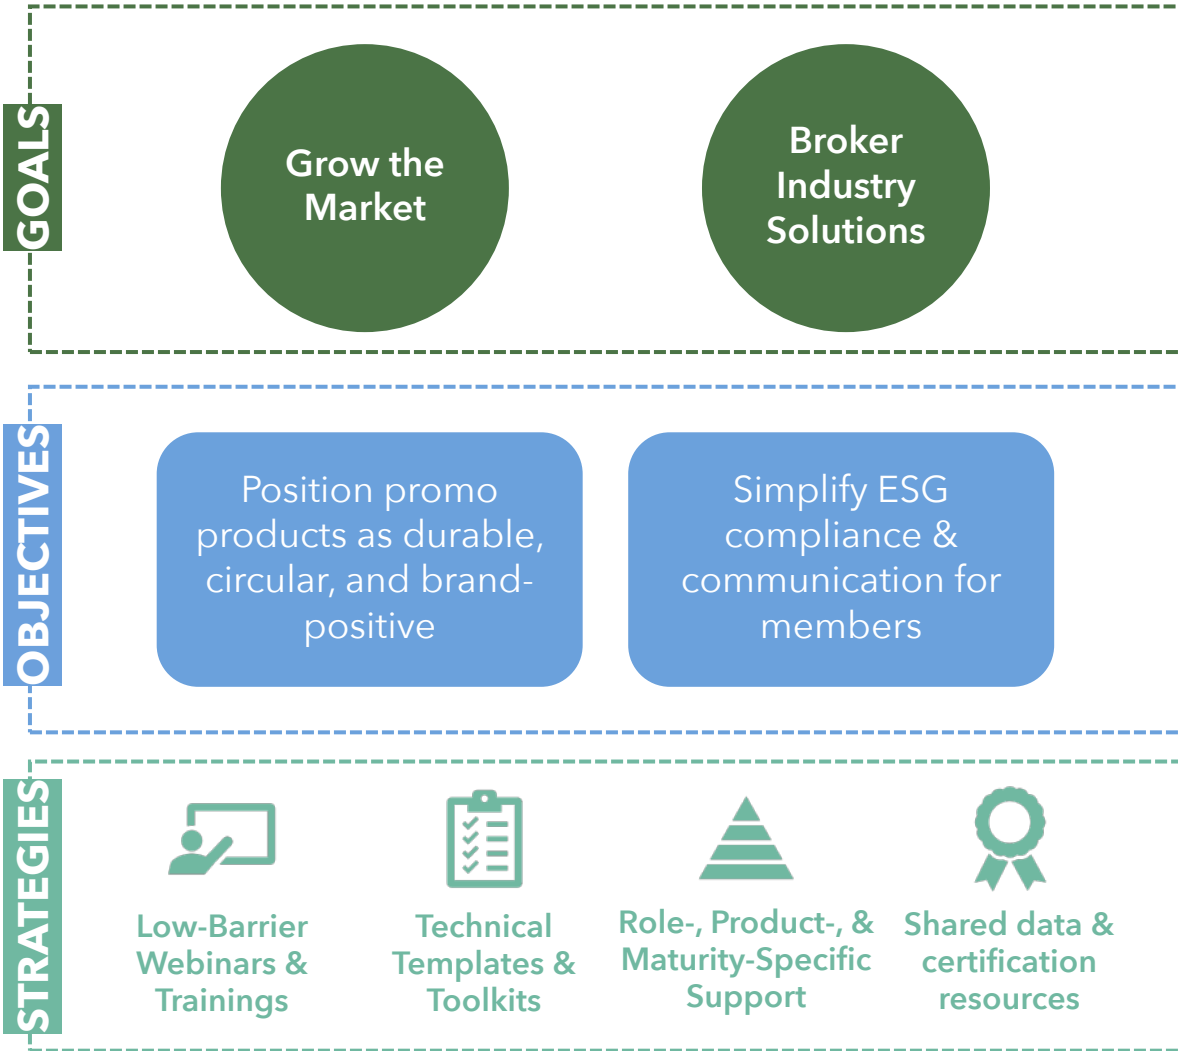 GOALS
Grow the
Market
Broker
Industry
Solutions
OBJECTIVES
Position promo
products as durable,
circular, and brand-
positive
Simplify ESG
compliance &
communication for
members
STRATEGIES
Low-Barrier
Webinars &
Trainings
Technical
Templates &
Toolkits
Role-, Product-, &
Maturity-Specific
Support
Shared data &
certification
resources